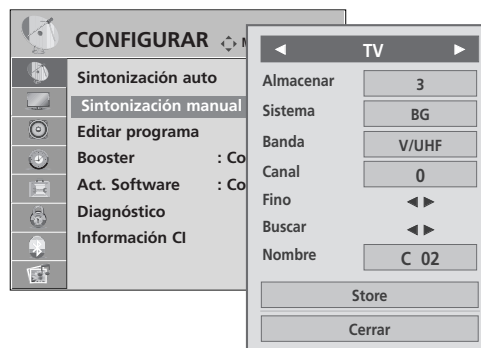 CONFIGURAR
Sintonización auto
Sintonización manual
Editar programa
Booster : Co
Act. Software : Co
Diagnóstico
Información CI
◄ TV ►
Almacenar 3
Sistema BG
Banda V/UHF
Canal 0
Fino ◄ ►
Buscar ◄ ►
Nombre C 02
Store
Cerrar